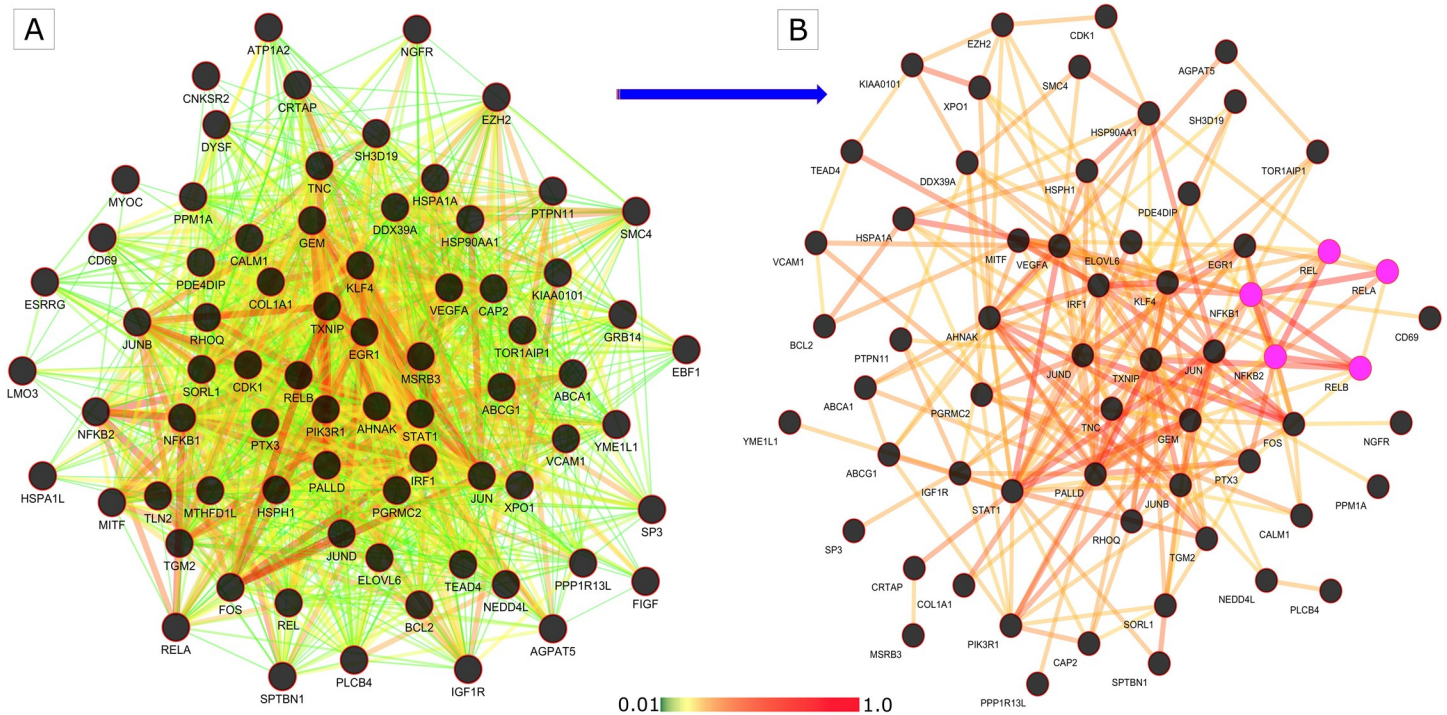 A
ATP1A2
NGFR
CNKSR2
CRTAP
EZH2
DYSF
SH3D19
TNC
HSPA1A
MYOC
PPM1A
DDX39A
PTPN11
GEM
HSP90AA1
SMC4
CD69
CALM1
PDE4DIP
KLF4
ESRRG
COL1A1
VEGFA
CAP2
KIAA0101
JUNB
RHOQ
TXNIP
GRB14
EGR1
TOR1AIP1
EBF1
LMO3
SORL1
CDK1
RELB
MSRB3
ABCG1
ABCA1
NFKB2
NFKB1
PTX3
PIK3R1
AHNAK
STAT1
YME1L1
VCAM1
HSPA1L
PALLD
IRF1
JUN
XPO1
MITF
TLN2
MTHFD1L
HSPH1
PGRMC2
SP3
TGM2
JUND
ELOVL6
TEAD4
PPP1R13L
FOS
NEDD4L
FIGF
REL
BCL2
RELA
AGPAT5
SPTBN1
PLCB4
IGF1R
0.01
1.0
B
CDK1
EZH2
AGPAT5
KIAA0101
SMC4
XPO1
SH3D19
HSP90AA1
TEAD4
TOR1AIP1
DDX39A
HSPH1
PDE4DIP
HSPA1A
VCAM1
MITF
VEGFA
ELOVL6
EGR1
REL
RELA
IRF1
KLF4
NFKB1
BCL2
AHNAK
CD69
PTPN11
JUND
TXNIP
JUN
NFKB2
RELB
ABCA1
PGRMC2
TNC
GEM
FOS
NGFR
YME1L1
ABCG1
IGF1R
STAT1
PALLD
JUNB
PTX3
PPM1A
SP3
RHOQ
TGM2
CALM1
CRTAP
COL1A1
NEDD4L
PLCB4
MSRB3
PIK3R1
CAP2
SORL1
SPTBN1
PPP1R13L